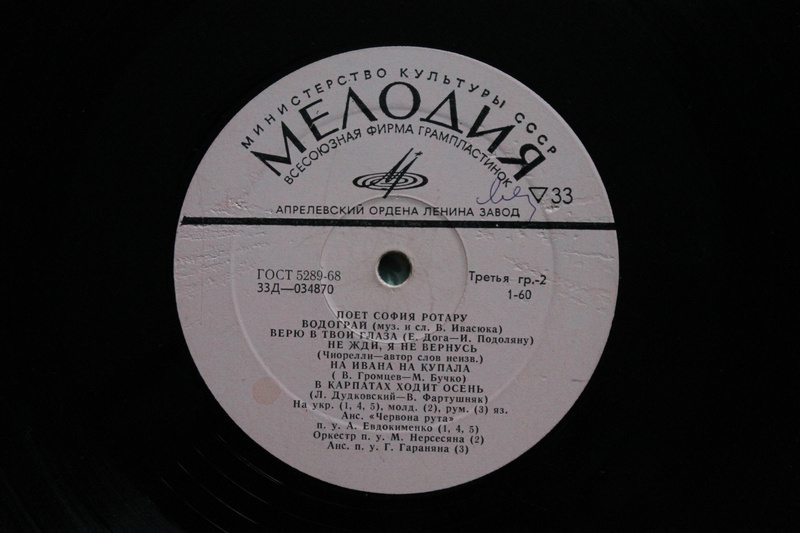 МИНИСТЕРСТВО КУЛЬТУРЫ СССР
МЕЛОДИЯ
ВСЕСОЮЗНАЯ ФИРМА ГРАМПЛАСТИНОК
33
АПРЕЛЕВСКИЙ ОРДЕНА ЛЕНИНА ЗАВОД
ГОСТ 5289-68
33Д—034870
Третья гр.-2
1-60
ПОЕТ СОФИЯ РОТАРУ
ВОДОГРАЙ (муз. и сл. В. Ивасюка)
ВЕРЮ В ТВОИ ГЛАЗА (Е. Дога—И. Подоляну)
НЕ ЖДИ, Я НЕ ВЕРНУСЬ
(Чиорелли—автор слов неизв.)
НА ИВАНА НА КУПАЛА
( В. Громцев—М. Бучко)
В КАРПАТАХ ХОДИТ ОСЕНЬ
(Л. Дудковский—В. Фартушняк)
На укр. (1, 4, 5), молд. (2), рум. (3) яз.
Анс. «Червона рута»
п. у. А. Евдокименко (1, 4, 5)
Оркестр п. у. М. Нерсесяна (2)
Анс. п. у. Г. Гараняна (3)